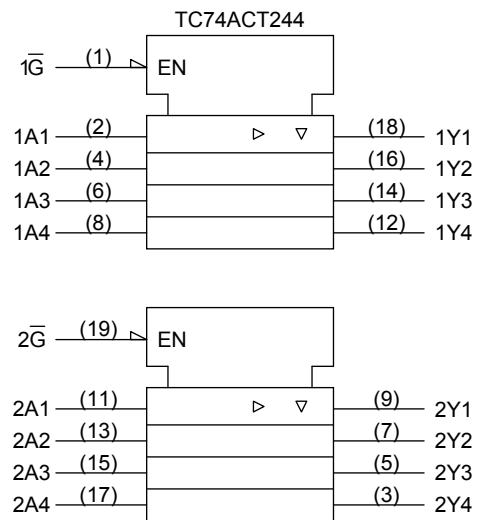 TC74ACT244
1G̅ (1) EN
1A1 (2) (18) 1Y1
1A2 (4) (16) 1Y2
1A3 (6) (14) 1Y3
1A4 (8) (12) 1Y4
2G̅ (19) EN
2A1 (11) (9) 2Y1
2A2 (13) (7) 2Y2
2A3 (15) (5) 2Y3
2A4 (17) (3) 2Y4